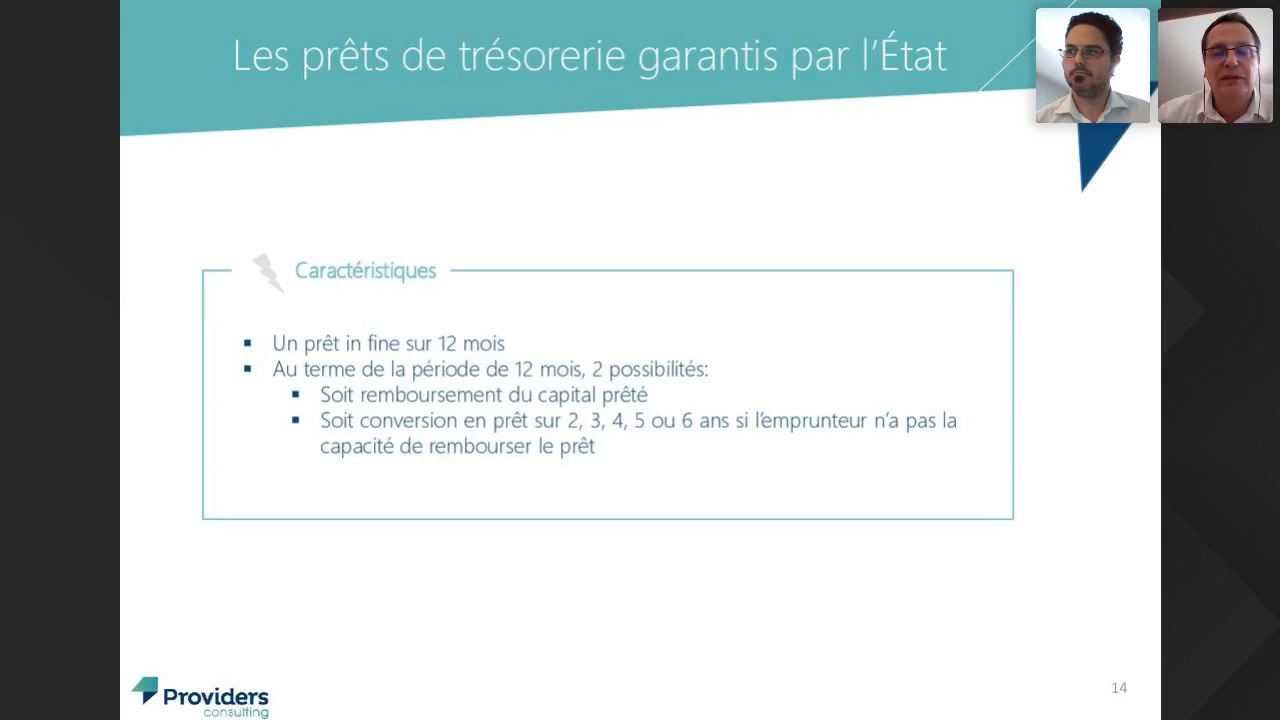 Les prêts de trésorerie garantis par l'État
Caractéristiques
▪ Un prêt in fine sur 12 mois
▪ Au terme de la période de 12 mois, 2 possibilités:
▪ Soit remboursement du capital prêté
▪ Soit conversion en prêt sur 2, 3, 4, 5 ou 6 ans si l'emprunteur n'a pas la
capacité de rembourser le prêt
Providers
consulting
14